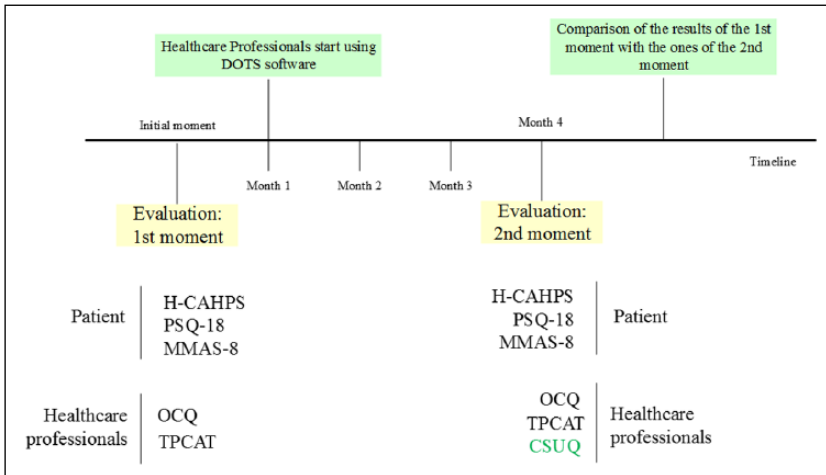 Healthcare Professionals start using
DOTS software
Comparison of the results of the 1st
moment with the ones of the 2nd
moment
Initial moment
Month 4
Timeline
Month 1
Month 2
Month 3
Evaluation:
1st moment
Evaluation:
2nd moment
Patient
H-CAHPS
PSQ-18
MMAS-8
H-CAHPS
PSQ-18
MMAS-8
Patient
Healthcare
professionals
OCQ
TPCAT
OCQ
TPCAT
CSUQ
Healthcare
professionals